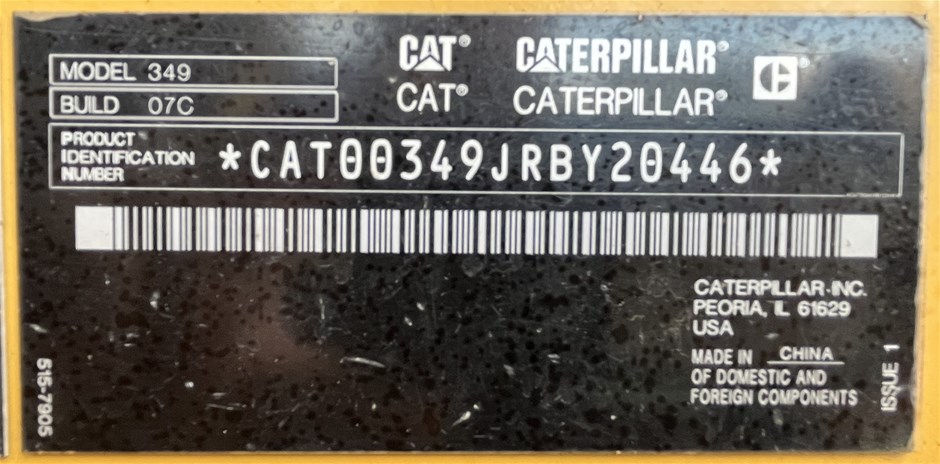 CAT® CATERPILLAR® CE®
MODEL 349
CAT® CATERPILLAR®
BUILD 07C
PRODUCT IDENTIFICATION NUMBER
*CAT00349JRBY20446*
CATERPILLAR INC.
PEORIA, IL 61629
USA
MADE IN CHINA
OF DOMESTIC AND
FOREIGN COMPONENTS
515-7905
ISSUE 1